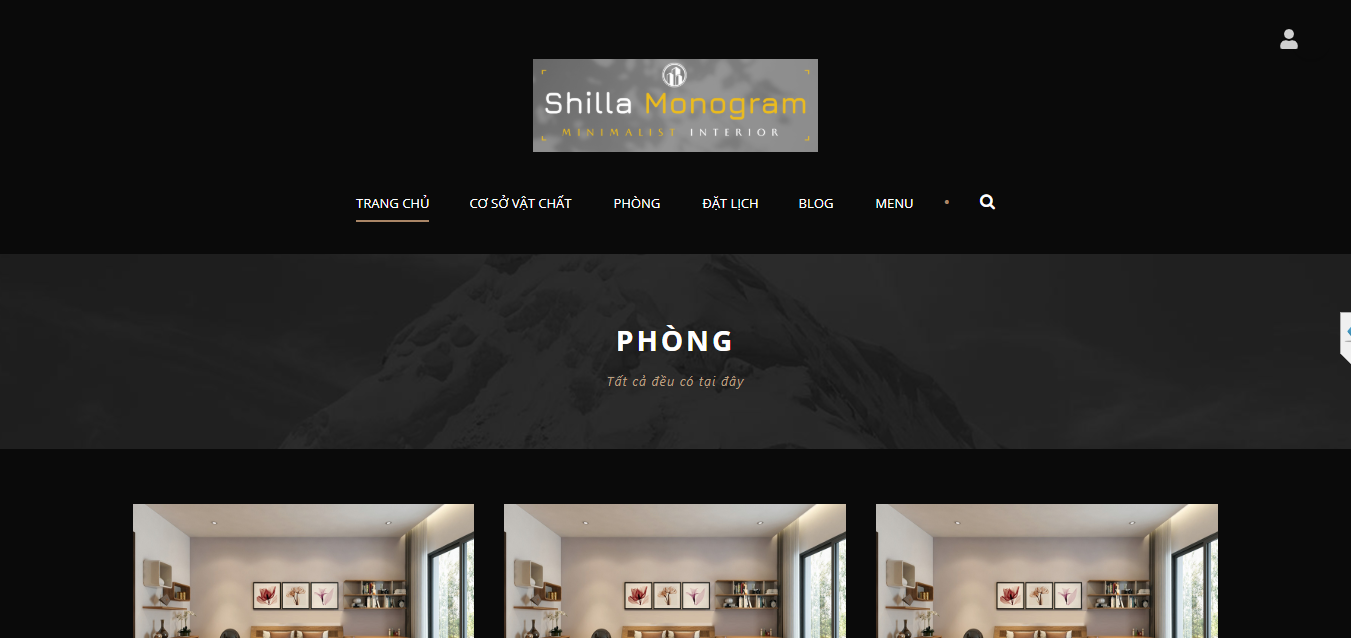 Shilla Monogram
MINIMALIST INTERIOR
TRANG CHỦ CƠ SỞ VẬT CHẤT PHÒNG ĐẶT LỊCH BLOG MENU
PHÒNG
Tất cả đều có tại đây